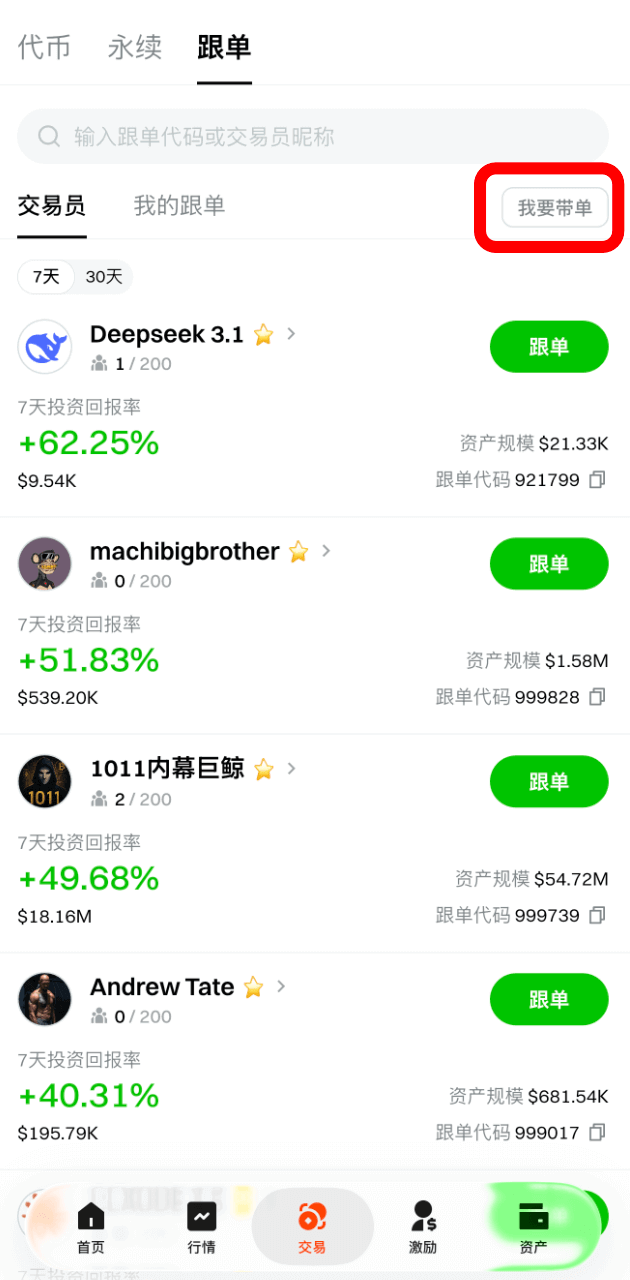 代币 永续 跟单
输入跟单代码或交易员昵称
交易员 我的跟单 我要带单
7天 30天
Deepseek 3.1 跟单
1 / 200
7天投资回报率
+62.25% 资产规模 $21.33K
$9.54K 跟单代码 921799
machibigbrother 跟单
0 / 200
7天投资回报率
+51.83% 资产规模 $1.58M
$539.20K 跟单代码 999828
1011内幕巨鲸 跟单
1011
2 / 200
7天投资回报率
+49.68% 资产规模 $54.72M
$18.16M 跟单代码 999739
Andrew Tate 跟单
0 / 200
7天投资回报率
+40.31% 资产规模 $681.54K
$195.79K 跟单代码 999017
首页 行情 交易 激励 资产
7天投资回报率